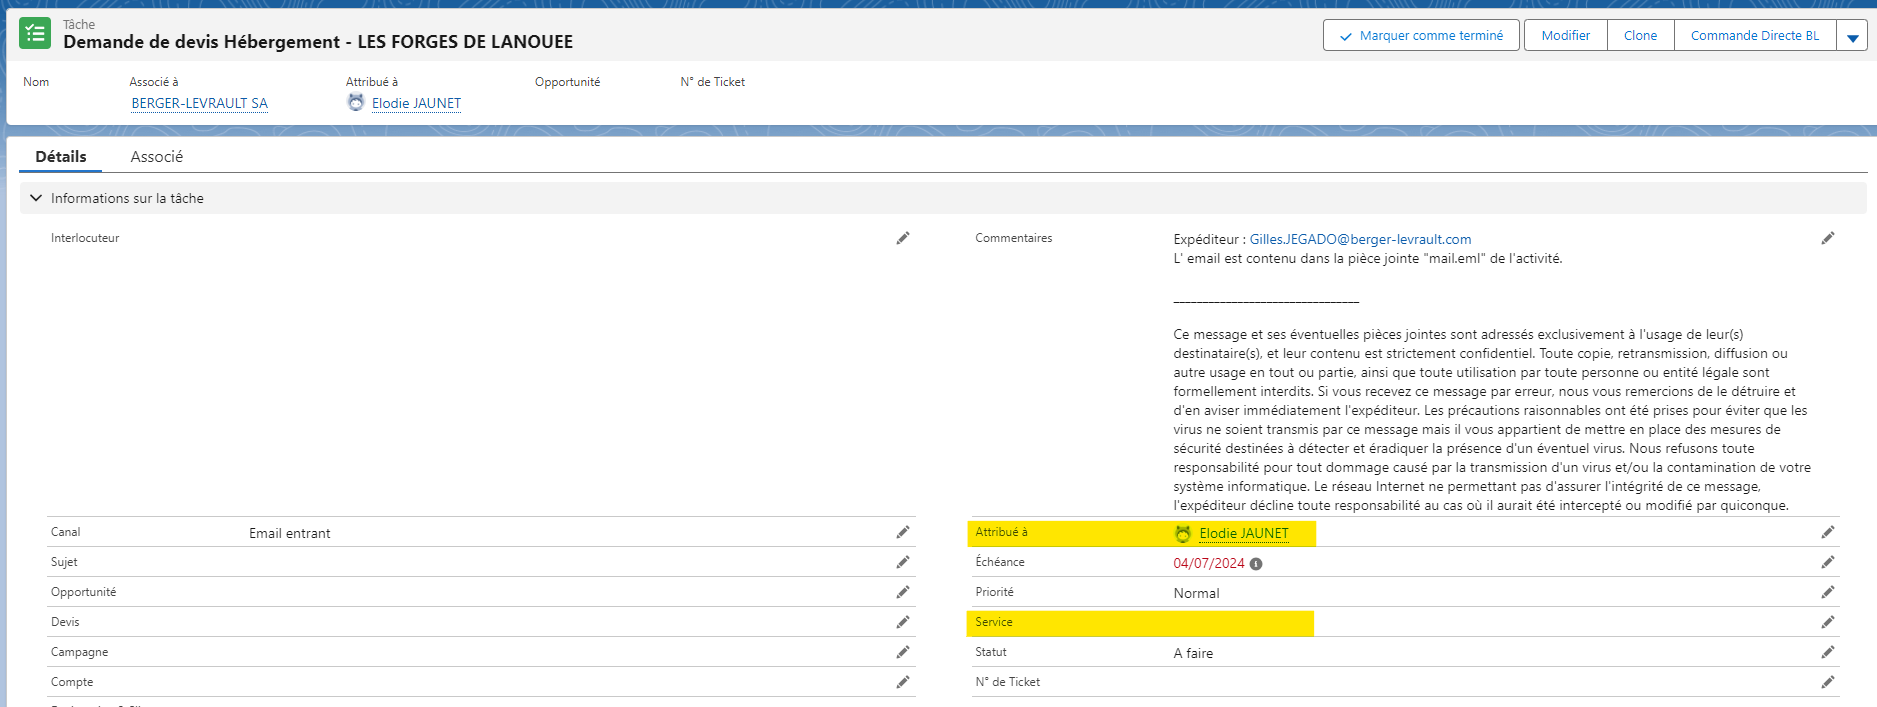 Tâche
Demande de devis Hébergement - LES FORGES DE LANOUEE
Marquer comme terminé
Modifier
Clone
Commande Directe BL
Nom
Associé à
Attribué à
Opportunité
N° de Ticket
BERGER-LEVRAULT SA
Elodie JAUNET
Détails
Associé
Informations sur la tâche
Interlocuteur
Commentaires
Expéditeur : Gilles.JEGADO@berger-levrault.com
L' email est contenu dans la pièce jointe "mail.eml" de l'activité.
________________________________
Ce message et ses éventuelles pièces jointes sont adressés exclusivement à l'usage de leur(s)
destinataire(s), et leur contenu est strictement confidentiel. Toute copie, retransmission, diffusion ou
autre usage en tout ou partie, ainsi que toute utilisation par toute personne ou entité légale sont
formellement interdits. Si vous recevez ce message par erreur, nous vous remercions de le détruire et
d'en aviser immédiatement l'expéditeur. Les précautions raisonnables ont été prises pour éviter que les
virus ne soient transmis par ce message mais il vous appartient de mettre en place des mesures de
sécurité destinées à détecter et éradiquer la présence d'un éventuel virus. Nous refusons toute
responsabilité pour tout dommage causé par la transmission d'un virus et/ou la contamination de votre
système informatique. Le réseau Internet ne permettant pas d'assurer l'intégrité de ce message,
l'expéditeur décline toute responsabilité au cas où il aurait été intercepté ou modifié par quiconque.
Canal
Email entrant
Attribué à
Elodie JAUNET
Sujet
Échéance
04/07/2024
Opportunité
Priorité
Normal
Devis
Service
Campagne
Statut
A faire
Compte
N° de Ticket